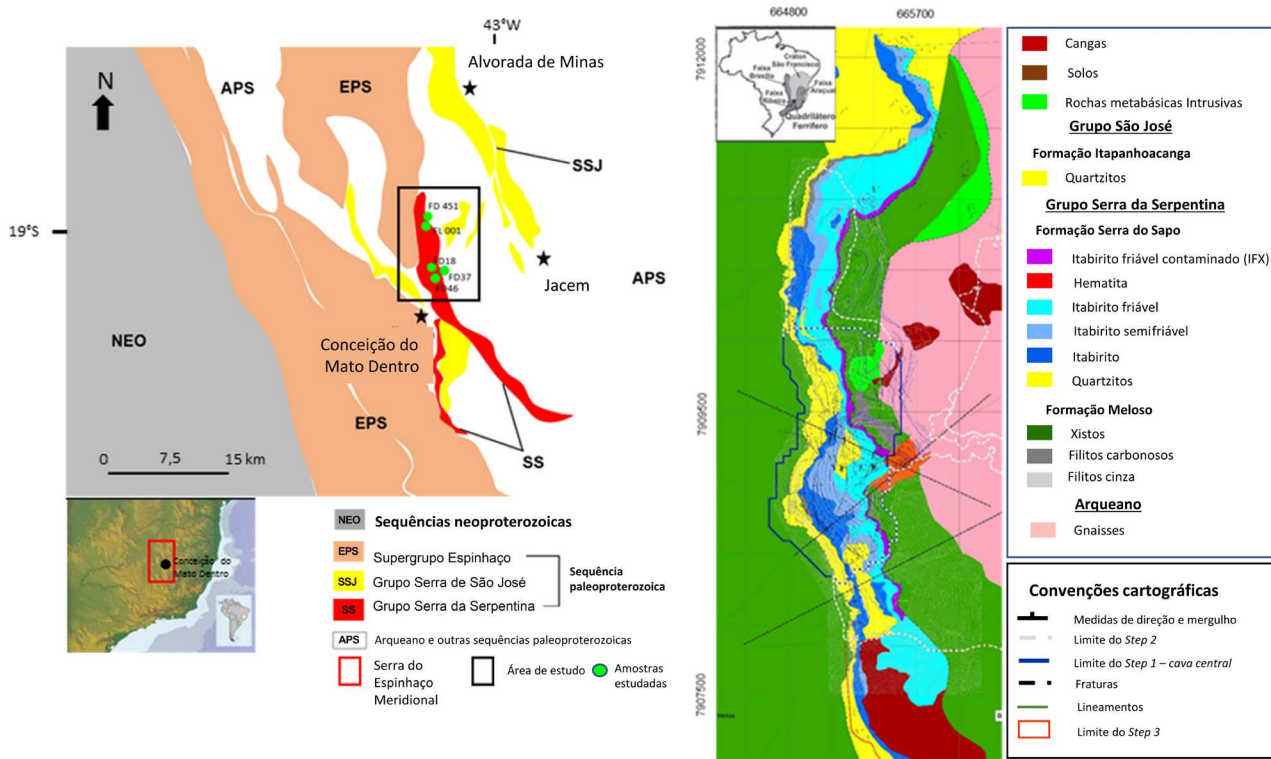 43°W
Alvorada de Minas
N
APS
EPS
SSJ
FD 451
FL 001
19°S
FD18
FD37
FD46
Jacem
APS
NEO
Conceição do
Mato Dentro
EPS
SS
0 7,5 15 km
Conceição do
Mato Dentro
NEO Sequências neoproterozoicas
EPS Supergrupo Espinhaço
SSJ Grupo Serra de São José
Sequência
paleoproterozoica
SS Grupo Serra da Serpentina
APS Arqueano e outras sequências paleoproterozoicas
Serra do
Espinhaço
Meridional
Área de estudo
Amostras
estudadas
664800 665700
7912000
Cráton
São Francisco
Faixa
Brasília
Faixa
Araçuaí
Faixa
Ribeira
Quadrilátero
Ferrífero
7909500
7907500
Cangas
Solos
Rochas metabásicas Intrusivas
Grupo São José
Formação Itapanhoacanga
Quartzitos
Grupo Serra da Serpentina
Formação Serra do Sapo
Itabirito friável contaminado (IFX)
Hematita
Itabirito friável
Itabirito semifriável
Itabirito
Quartzitos
Formação Meloso
Xistos
Filitos carbonosos
Filitos cinza
Arqueano
Gnaisses
Convenções cartográficas
Medidas de direção e mergulho
Limite do Step 2
Limite do Step 1 – cava central
Fraturas
Lineamentos
Limite do Step 3